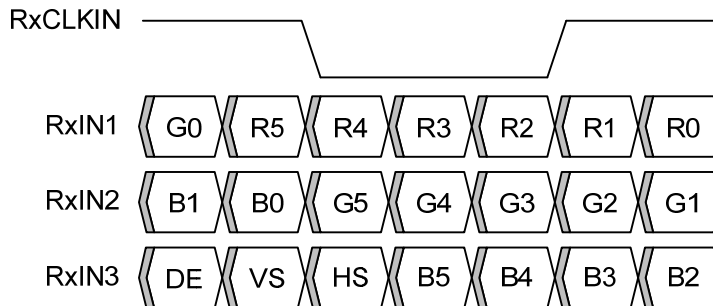 RxCLKIN
RxIN1 G0 R5 R4 R3 R2 R1 R0
RxIN2 B1 B0 G5 G4 G3 G2 G1
RxIN3 DE VS HS B5 B4 B3 B2